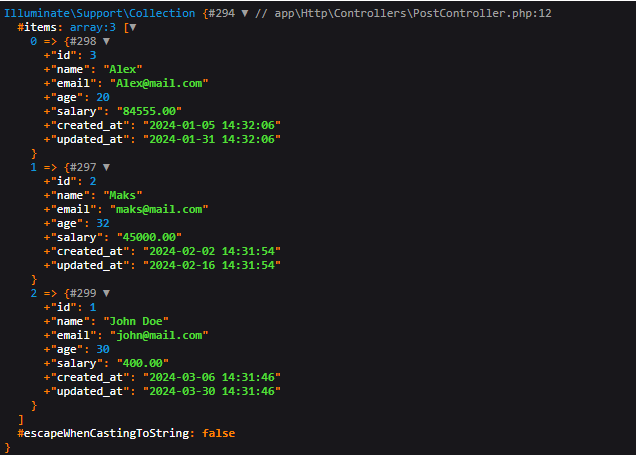 Illuminate\Support\Collection {#294 ▼ // app\Http\Controllers\PostController.php:12
#items: array:3 [▼
0 => {#298 ▼
+"id": 3
+"name": "Alex"
+"email": "Alex@mail.com"
+"age": 20
+"salary": "84555.00"
+"created_at": "2024-01-05 14:32:06"
+"updated_at": "2024-01-31 14:32:06"
}
1 => {#297 ▼
+"id": 2
+"name": "Maks"
+"email": "maks@mail.com"
+"age": 32
+"salary": "45000.00"
+"created_at": "2024-02-02 14:31:54"
+"updated_at": "2024-02-16 14:31:54"
}
2 => {#299 ▼
+"id": 1
+"name": "John Doe"
+"email": "john@mail.com"
+"age": 30
+"salary": "400.00"
+"created_at": "2024-03-06 14:31:46"
+"updated_at": "2024-03-30 14:31:46"
}
]
#escapeWhenCastingToString: false
}